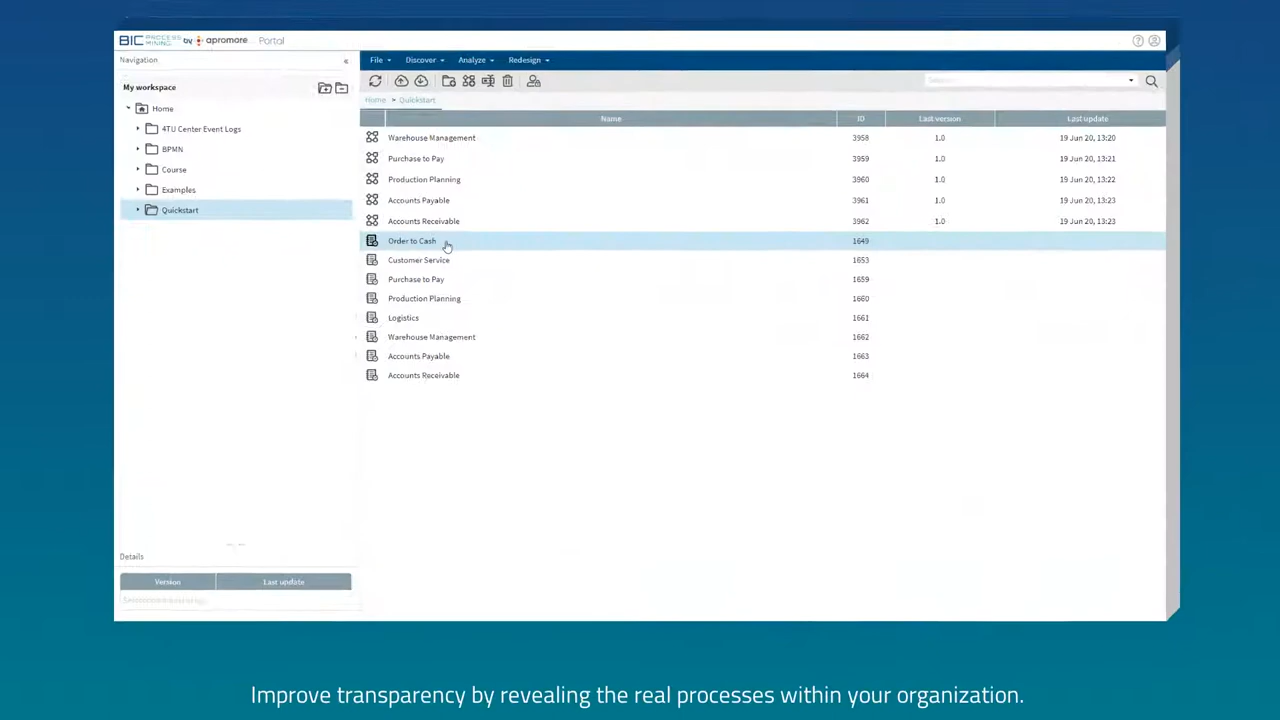 BIC PROCESS MINING by apromore Portal
Navigation
«
File Discover Analyze Redesign
My workspace
Home
4TU Center Event Logs
BPMN
Course
Examples
Quickstart
Home > Quickstart
Name ID Last version Last update
Warehouse Management 3958 1.0 19 Jun 20, 13:20
Purchase to Pay 3959 1.0 19 Jun 20, 13:21
Production Planning 3960 1.0 19 Jun 20, 13:22
Accounts Payable 3961 1.0 19 Jun 20, 13:23
Accounts Receivable 3962 1.0 19 Jun 20, 13:23
Order to Cash 1649
Customer Service 1653
Purchase to Pay 1659
Production Planning 1660
Logistics 1661
Warehouse Management 1662
Accounts Payable 1663
Accounts Receivable 1664
Details
Version Last update
Improve transparency by revealing the real processes within your organization.